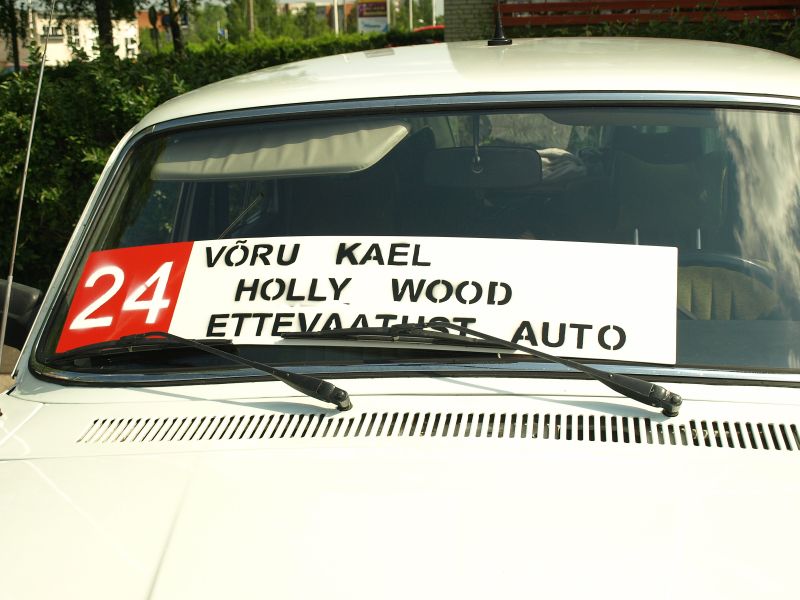 24
VÕRU KAEL
HOLLY WOOD
ETTEVAATUST AUTO